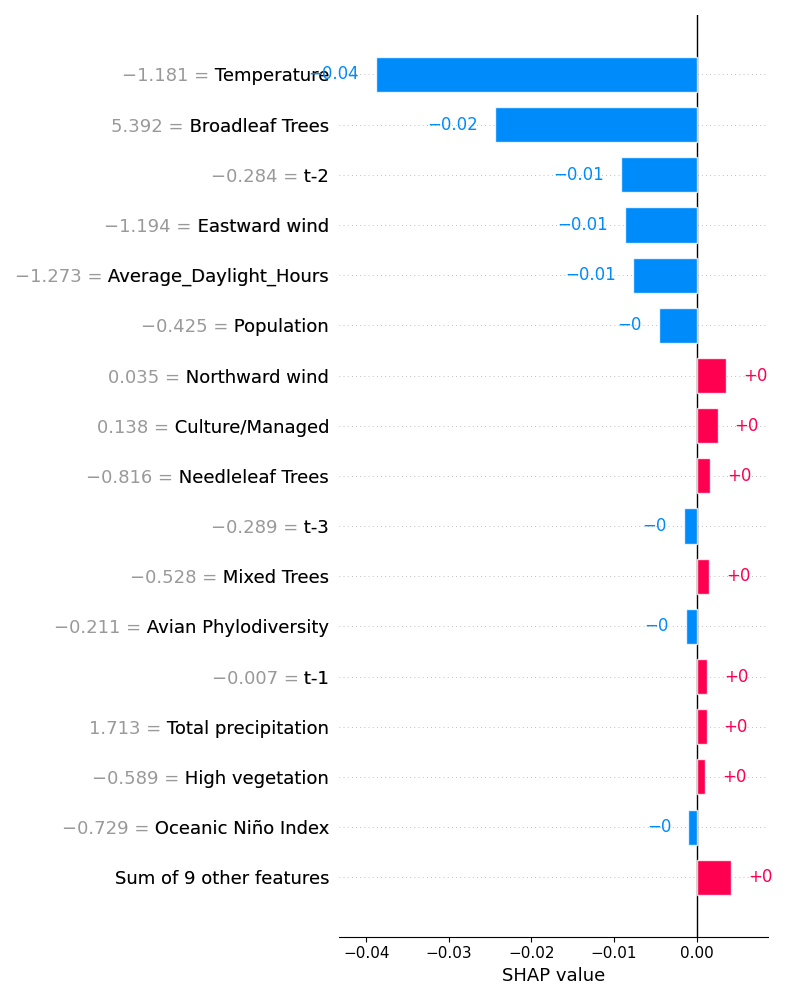 −1.181 = Temperature −0.04
5.392 = Broadleaf Trees −0.02
−0.284 = t-2 −0.01
−1.194 = Eastward wind −0.01
−1.273 = Average_Daylight_Hours −0.01
−0.425 = Population −0
0.035 = Northward wind +0
0.138 = Culture/Managed +0
−0.816 = Needleleaf Trees +0
−0.289 = t-3 −0
−0.528 = Mixed Trees +0
−0.211 = Avian Phylodiversity −0
−0.007 = t-1 +0
1.713 = Total precipitation +0
−0.589 = High vegetation +0
−0.729 = Oceanic Niño Index −0
Sum of 9 other features +0
−0.04 −0.03 −0.02 −0.01 0.00
SHAP value